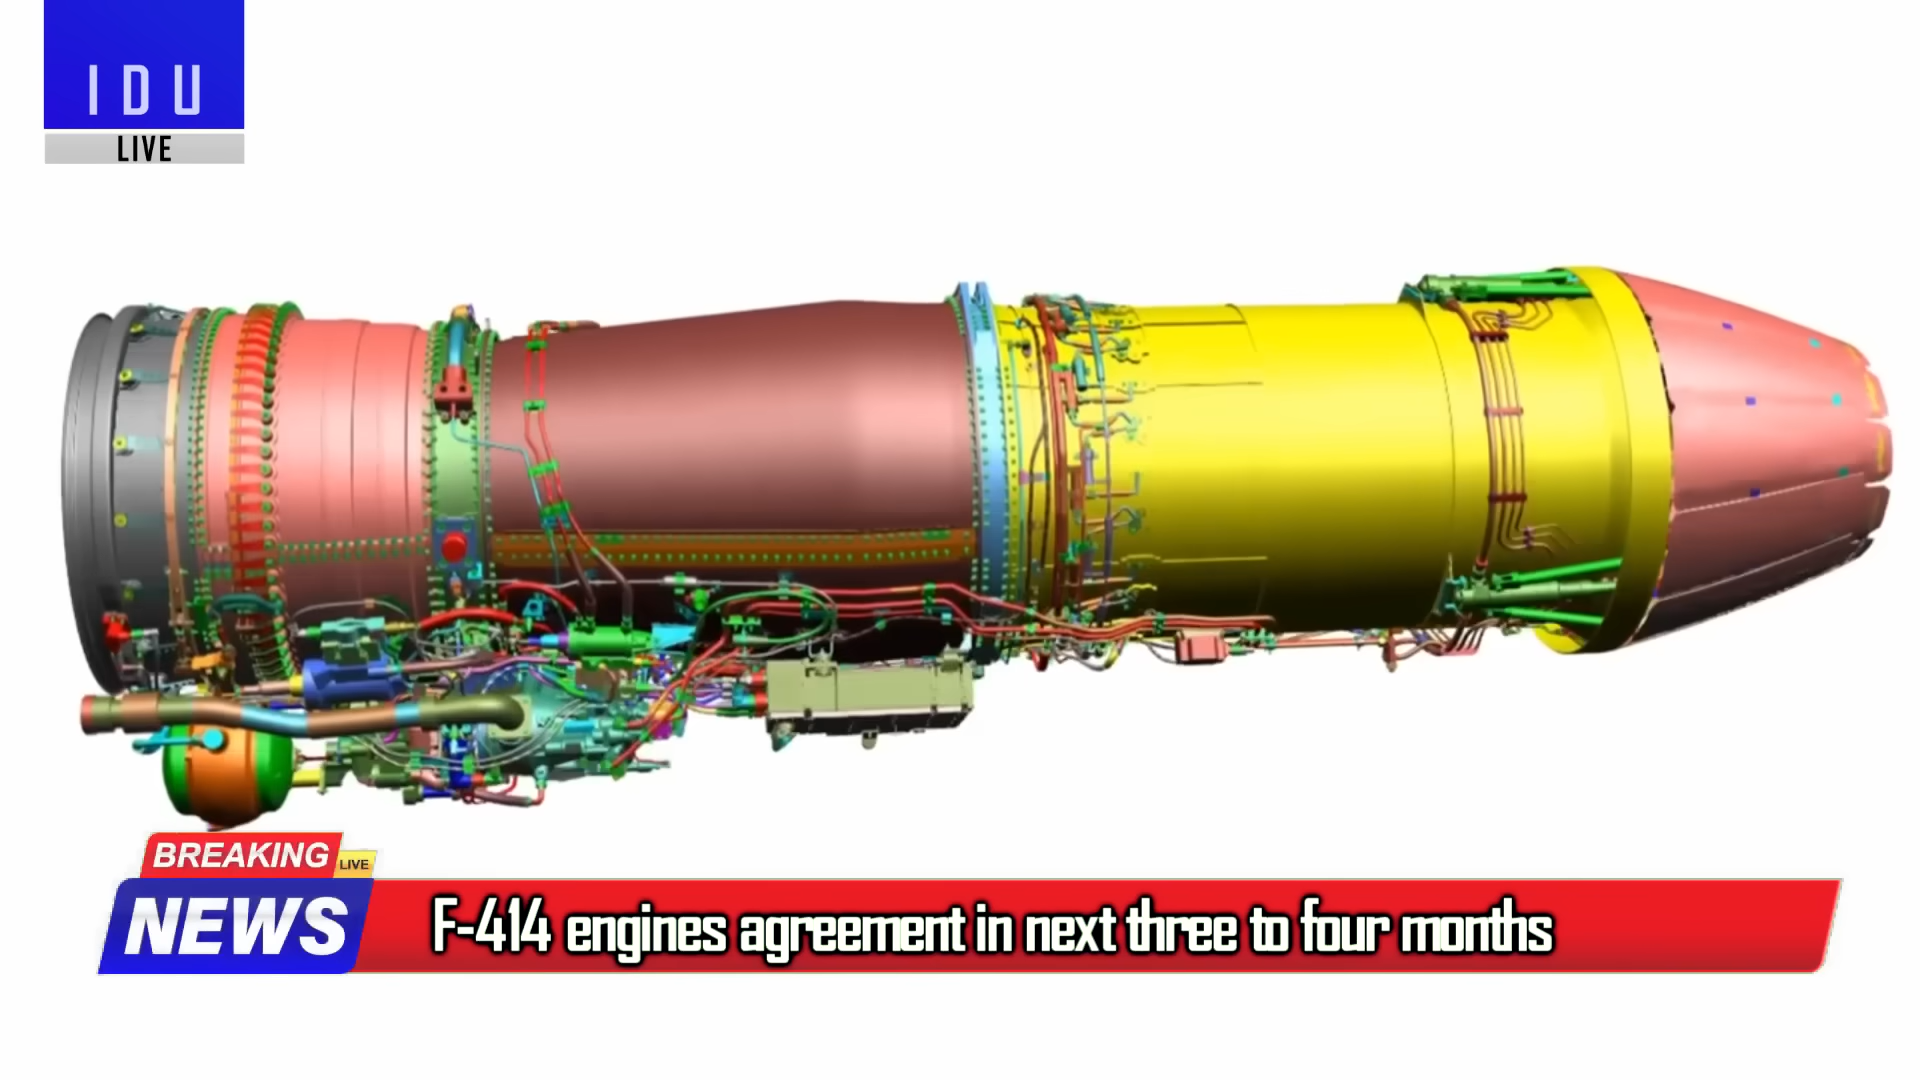 IDU
LIVE
BREAKING
LIVE
NEWS
F-414 engines agreement in next three to four months